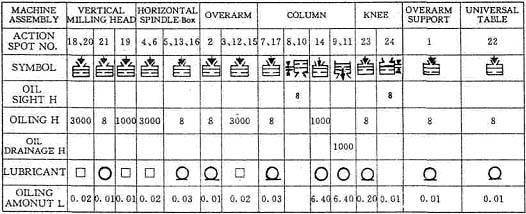 MACHINE ASSEMBLY VERTICAL MILLING HEAD HORIZONTAL SPINDLE-Box OVERARM COLUMN KNEE OVERARM SUPPORT UNIVERSAL TABLE
ACTION SPOT NO. 18、20 21 19 4、6 5、13、16 2 3、12、15 7、17 8、10 14 9、11 23 24 1 22
SYMBOL
OIL SIGHT H 8 8
OILING H 3000 8 1000 3000 8 8 3000 8 1000 8 8 8
OIL DRAINAGE H 1000
LUBRICANT
OILING AMONUT L 0.02 0.01 0.01 0.02 0.03 0.01 0.02 0.03 6.40 6.40 0.20 0.01 0.01 0.01